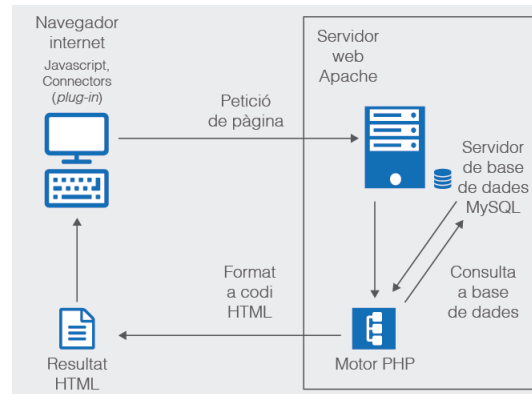 Navegador
internet
Javascript,
Connectors
(plug-in)
Petició
de pàgina
Servidor
web
Apache
Servidor
de base
de dades
MySQL
Format
a codi
HTML
Consulta
a base
de dades
Resultat
HTML
Motor PHP